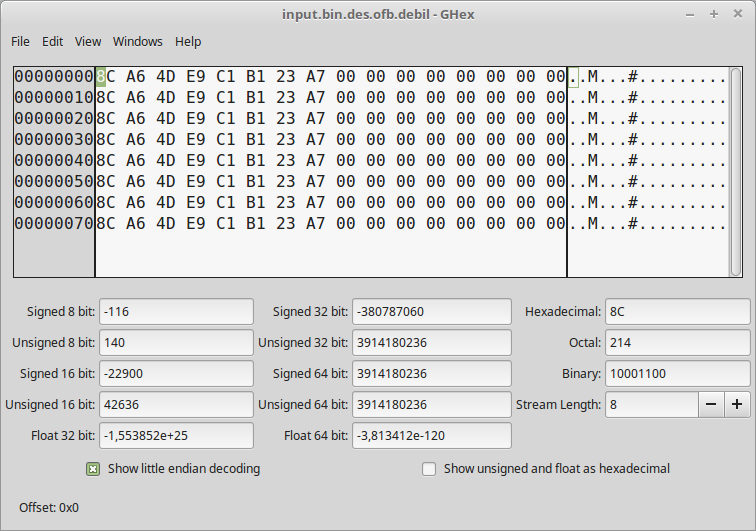 input.bin.des.ofb.debil - GHex
File Edit View Windows Help
00000000 8C A6 4D E9 C1 B1 23 A7 00 00 00 00 00 00 00 00 ..M...#.........
00000010 8C A6 4D E9 C1 B1 23 A7 00 00 00 00 00 00 00 00 ..M...#.........
00000020 8C A6 4D E9 C1 B1 23 A7 00 00 00 00 00 00 00 00 ..M...#.........
00000030 8C A6 4D E9 C1 B1 23 A7 00 00 00 00 00 00 00 00 ..M...#.........
00000040 8C A6 4D E9 C1 B1 23 A7 00 00 00 00 00 00 00 00 ..M...#.........
00000050 8C A6 4D E9 C1 B1 23 A7 00 00 00 00 00 00 00 00 ..M...#.........
00000060 8C A6 4D E9 C1 B1 23 A7 00 00 00 00 00 00 00 00 ..M...#.........
00000070 8C A6 4D E9 C1 B1 23 A7 00 00 00 00 00 00 00 00 ..M...#.........
Signed 8 bit: -116 Signed 32 bit: -380787060 Hexadecimal: 8C
Unsigned 8 bit: 140 Unsigned 32 bit: 3914180236 Octal: 214
Signed 16 bit: -22900 Signed 64 bit: 3914180236 Binary: 10001100
Unsigned 16 bit: 42636 Unsigned 64 bit: 3914180236 Stream Length: 8
Float 32 bit: -1,553852e+25 Float 64 bit: -3,813412e-120
Show little endian decoding Show unsigned and float as hexadecimal
Offset: 0x0